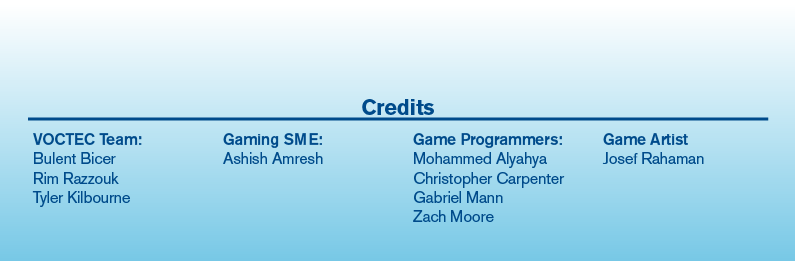 Credits
VOCTEC Team:
Bulent Bicer
Rim Razzouk
Tyler Kilbourne
Gaming SME:
Ashish Amresh
Game Programmers:
Mohammed Alyahya
Christopher Carpenter
Gabriel Mann
Zach Moore
Game Artist
Josef Rahaman